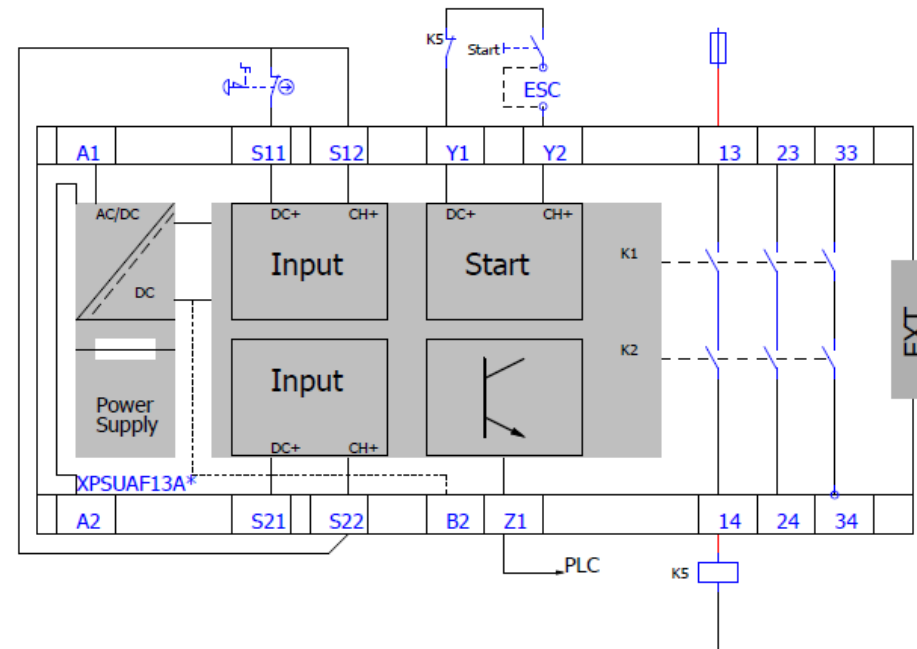 K5
Start
ESC
A1
S11
S12
Y1
Y2
13
23
33
AC/DC
DC
DC+
CH+
Input
DC+
CH+
Start
K1
K2
EXT
Input
DC+
CH+
Power
Supply
XPSUAF13A*
A2
S21
S22
B2
Z1
14
24
34
PLC
K5